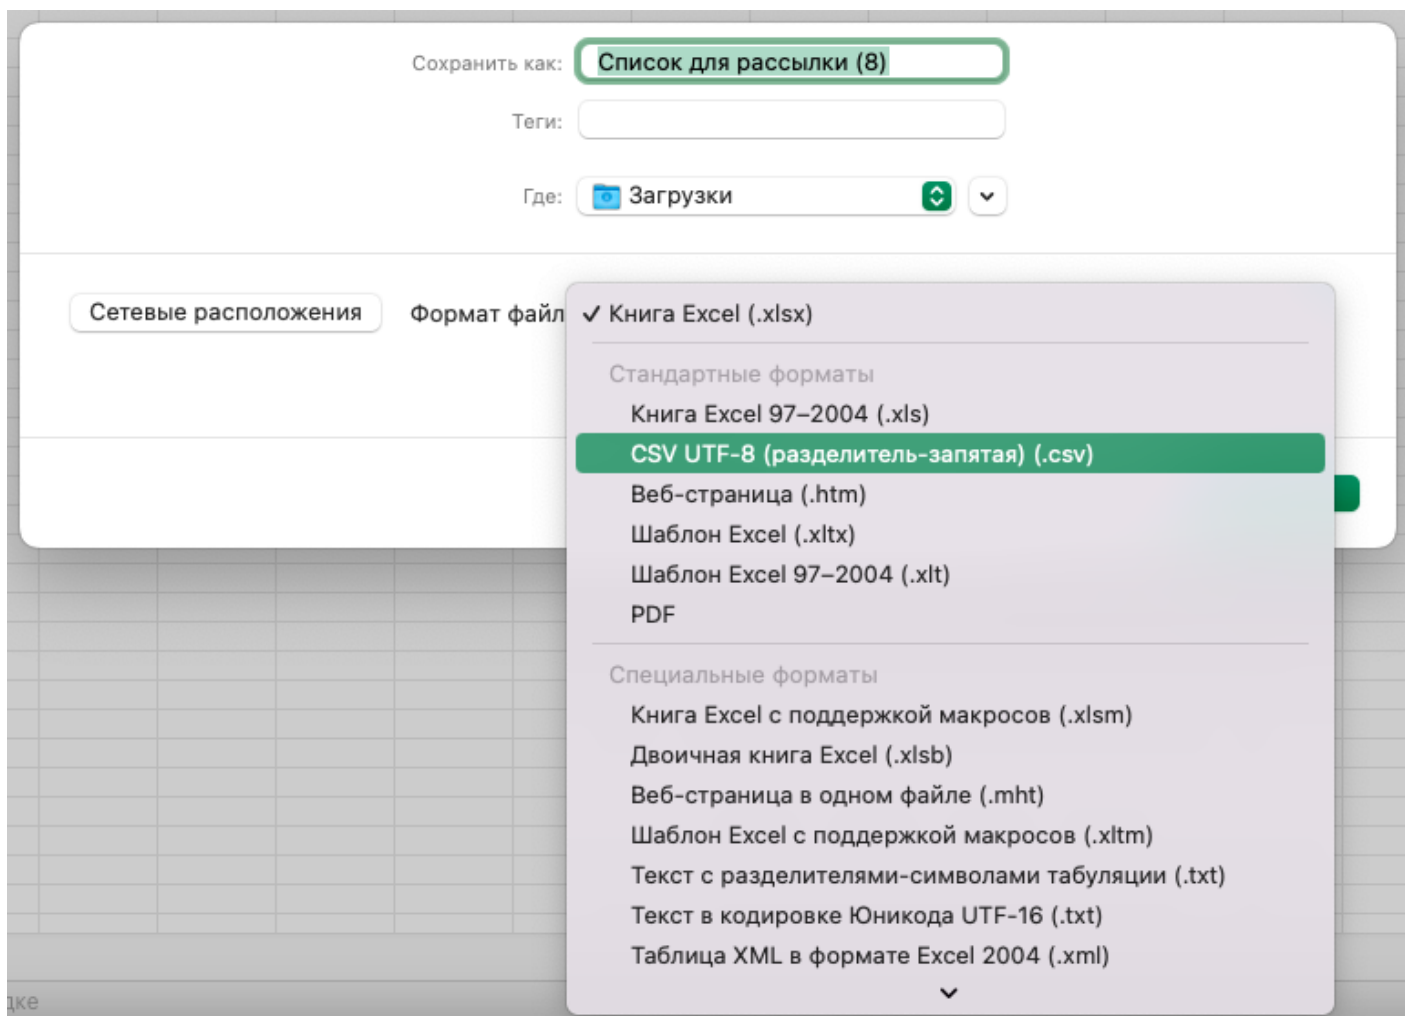 Сохранить как: Список для рассылки (8)
Теги:
Где: Загрузки
Сетевые расположения Формат файл ✓ Книга Excel (.xlsx)
Стандартные форматы
Книга Excel 97–2004 (.xls)
CSV UTF-8 (разделитель-запятая) (.csv)
Веб-страница (.htm)
Шаблон Excel (.xltx)
Шаблон Excel 97–2004 (.xlt)
PDF
Специальные форматы
Книга Excel с поддержкой макросов (.xlsm)
Двоичная книга Excel (.xlsb)
Веб-страница в одном файле (.mht)
Шаблон Excel с поддержкой макросов (.xltm)
Текст с разделителями-символами табуляции (.txt)
Текст в кодировке Юникода UTF-16 (.txt)
Таблица XML в формате Excel 2004 (.xml)
дке